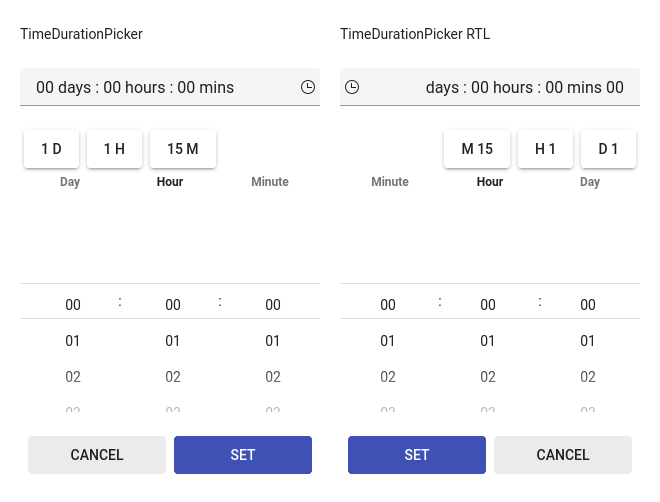 TimeDurationPicker
00 days : 00 hours : 00 mins
1 D 1 H 15 M
Day Hour Minute
00 : 00 : 00
01 01 01
02 02 02
03 03 03
CANCEL SET
TimeDurationPicker RTL
days : 00 hours : 00 mins 00
M 15 H 1 D 1
Minute Hour Day
00 : 00 : 00
01 01 01
02 02 02
03 03 03
SET CANCEL